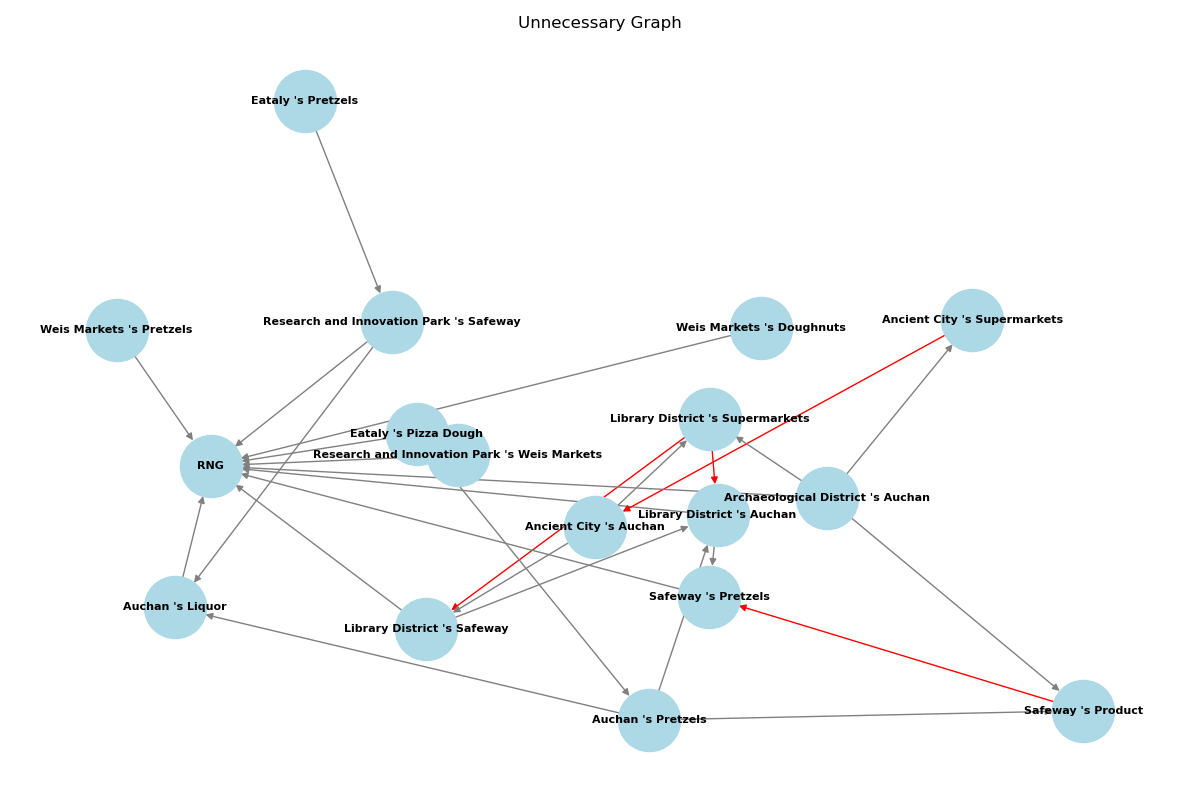 Unnecessary Graph
Eataly 's Pretzels
Weis Markets 's Pretzels
Research and Innovation Park 's Safeway
Weis Markets 's Doughnuts
Ancient City 's Supermarkets
Library District 's Supermarkets
Eataly 's Pizza Dough
Research and Innovation Park 's Weis Markets
RNG
Archaeological District 's Auchan
Library District 's Auchan
Ancient City 's Auchan
Safeway 's Pretzels
Auchan 's Liquor
Library District 's Safeway
Safeway 's Product
Auchan 's Pretzels